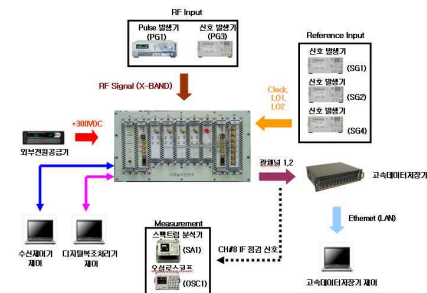 RF Input
Pulse 발생기
(PG1)
신호 발생기
(PG3)
Reference Input
신호 발생기
(SG1)
신호 발생기
(SG2)
신호 발생기
(SG4)
RF Signal (X-BAND)
Clock,
LO1,
LO2
+300VDC
외부전원공급기
광채널 1,2
고속데이터저장기
Ethernet (LAN)
고속데이터저장기 제어
수신제어기
제어
디지털복조처리기
제어
Measurement
스펙트럼 분석기
(SA1)
오실로스코프
(OSC1)
CH#8 IF 점검 신호